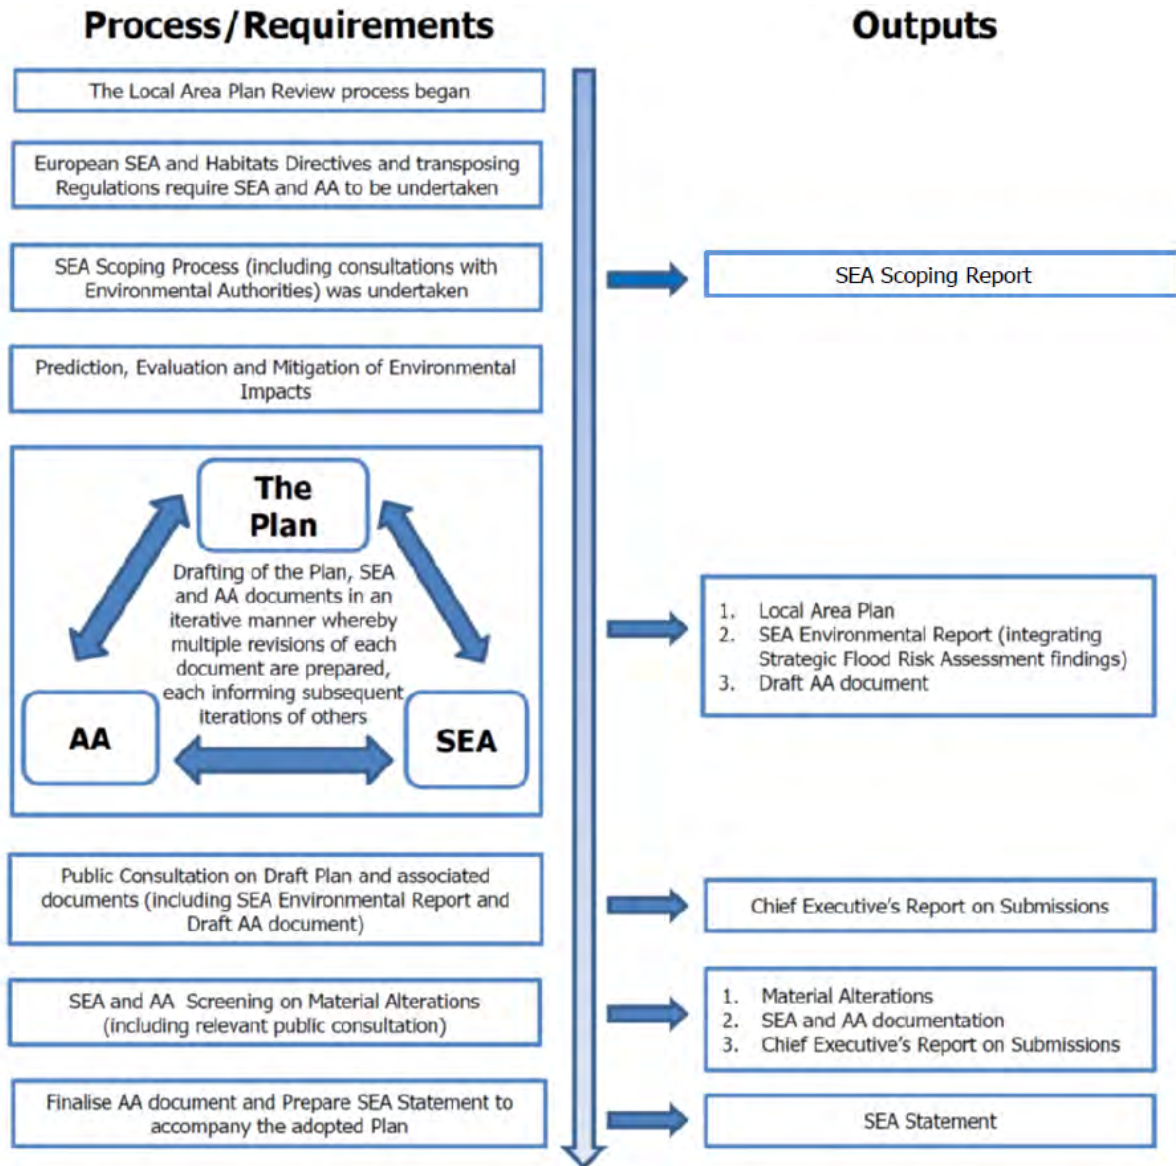 Process/Requirements
Outputs
The Local Area Plan Review process began
European SEA and Habitats Directives and transposing
Regulations require SEA and AA to be undertaken
SEA Scoping Process (including consultations with
Environmental Authorities) was undertaken
SEA Scoping Report
Prediction, Evaluation and Mitigation of Environmental
Impacts
The
Plan
Drafting of the Plan, SEA
and AA documents in an
iterative manner whereby
multiple revisions of each
document are prepared,
each informing subsequent
iterations of others
AA
SEA
1. Local Area Plan
2. SEA Environmental Report (integrating
Strategic Flood Risk Assessment findings)
3. Draft AA document
Public Consultation on Draft Plan and associated
documents (including SEA Environmental Report and
Draft AA document)
Chief Executive's Report on Submissions
SEA and AA Screening on Material Alterations
(including relevant public consultation)
1. Material Alterations
2. SEA and AA documentation
3. Chief Executive's Report on Submissions
Finalise AA document and Prepare SEA Statement to
accompany the adopted Plan
SEA Statement